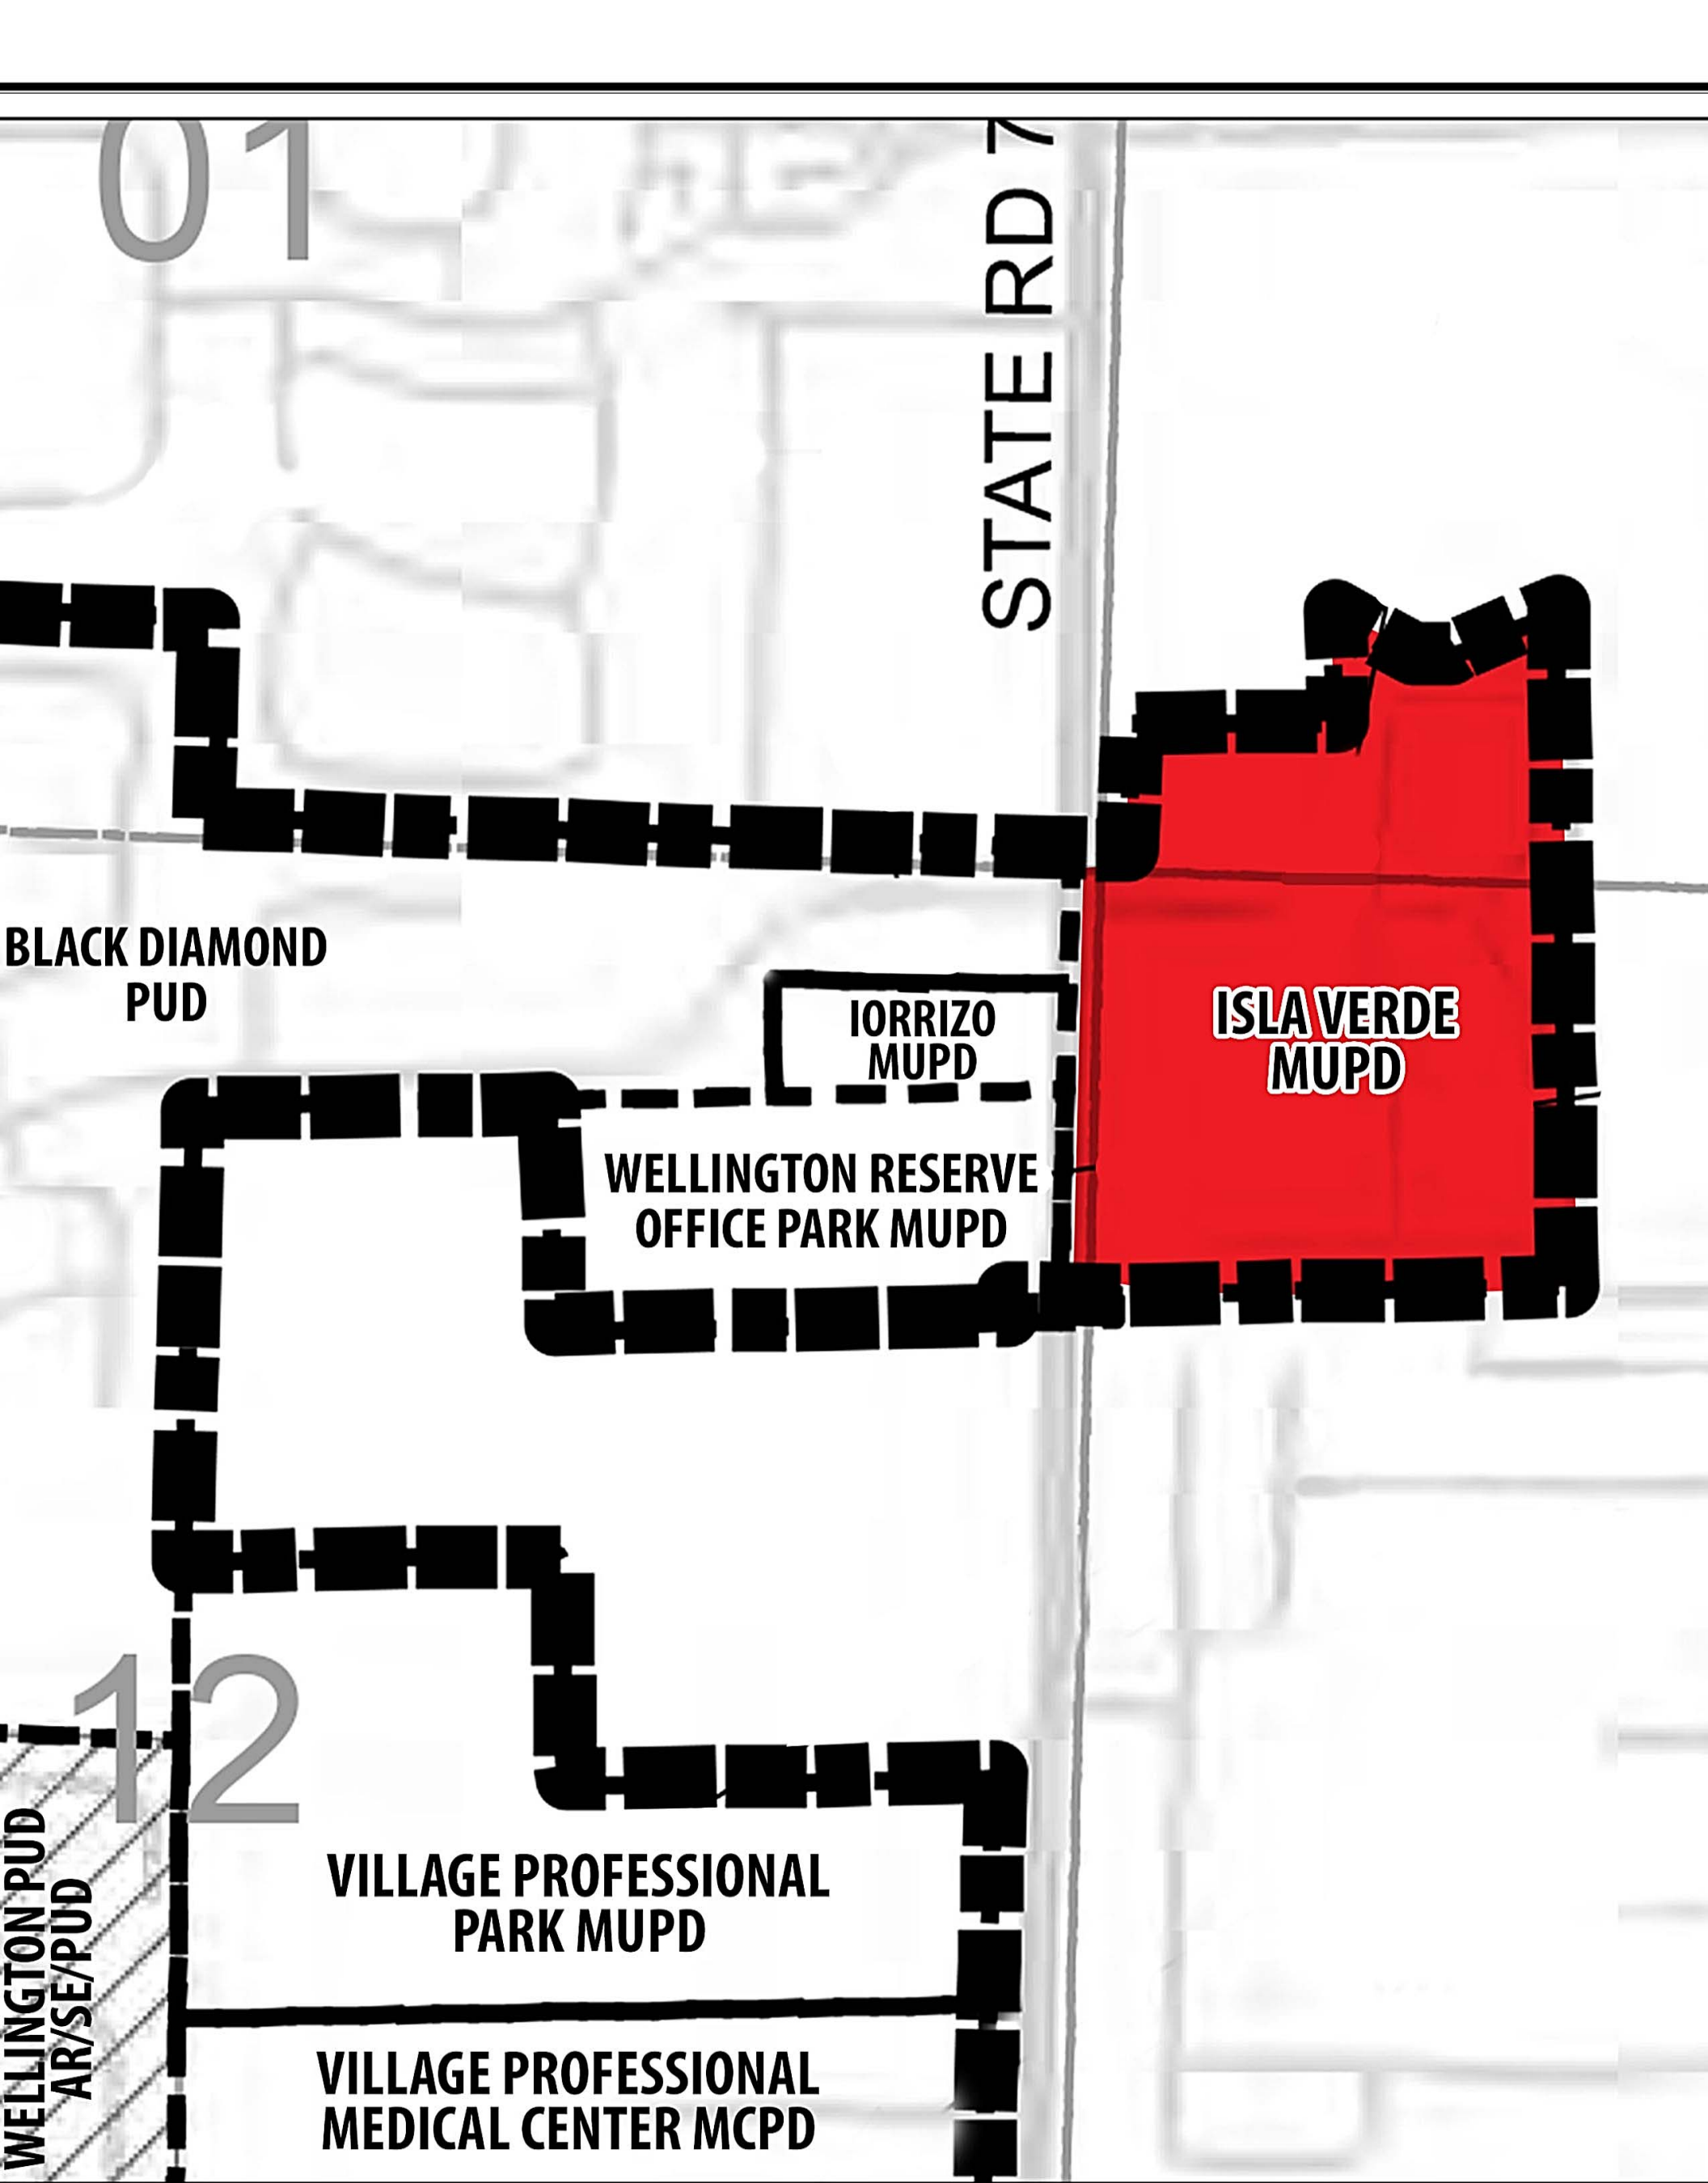 01
STATE RD 7
BLACK DIAMOND
PUD
IORRIZO
MUPD
ISLA VERDE
MUPD
WELLINGTON RESERVE
OFFICE PARK MUPD
12
WELLINGTON PUD
AR/SE/PUD
VILLAGE PROFESSIONAL
PARK MUPD
VILLAGE PROFESSIONAL
MEDICAL CENTER MCPD